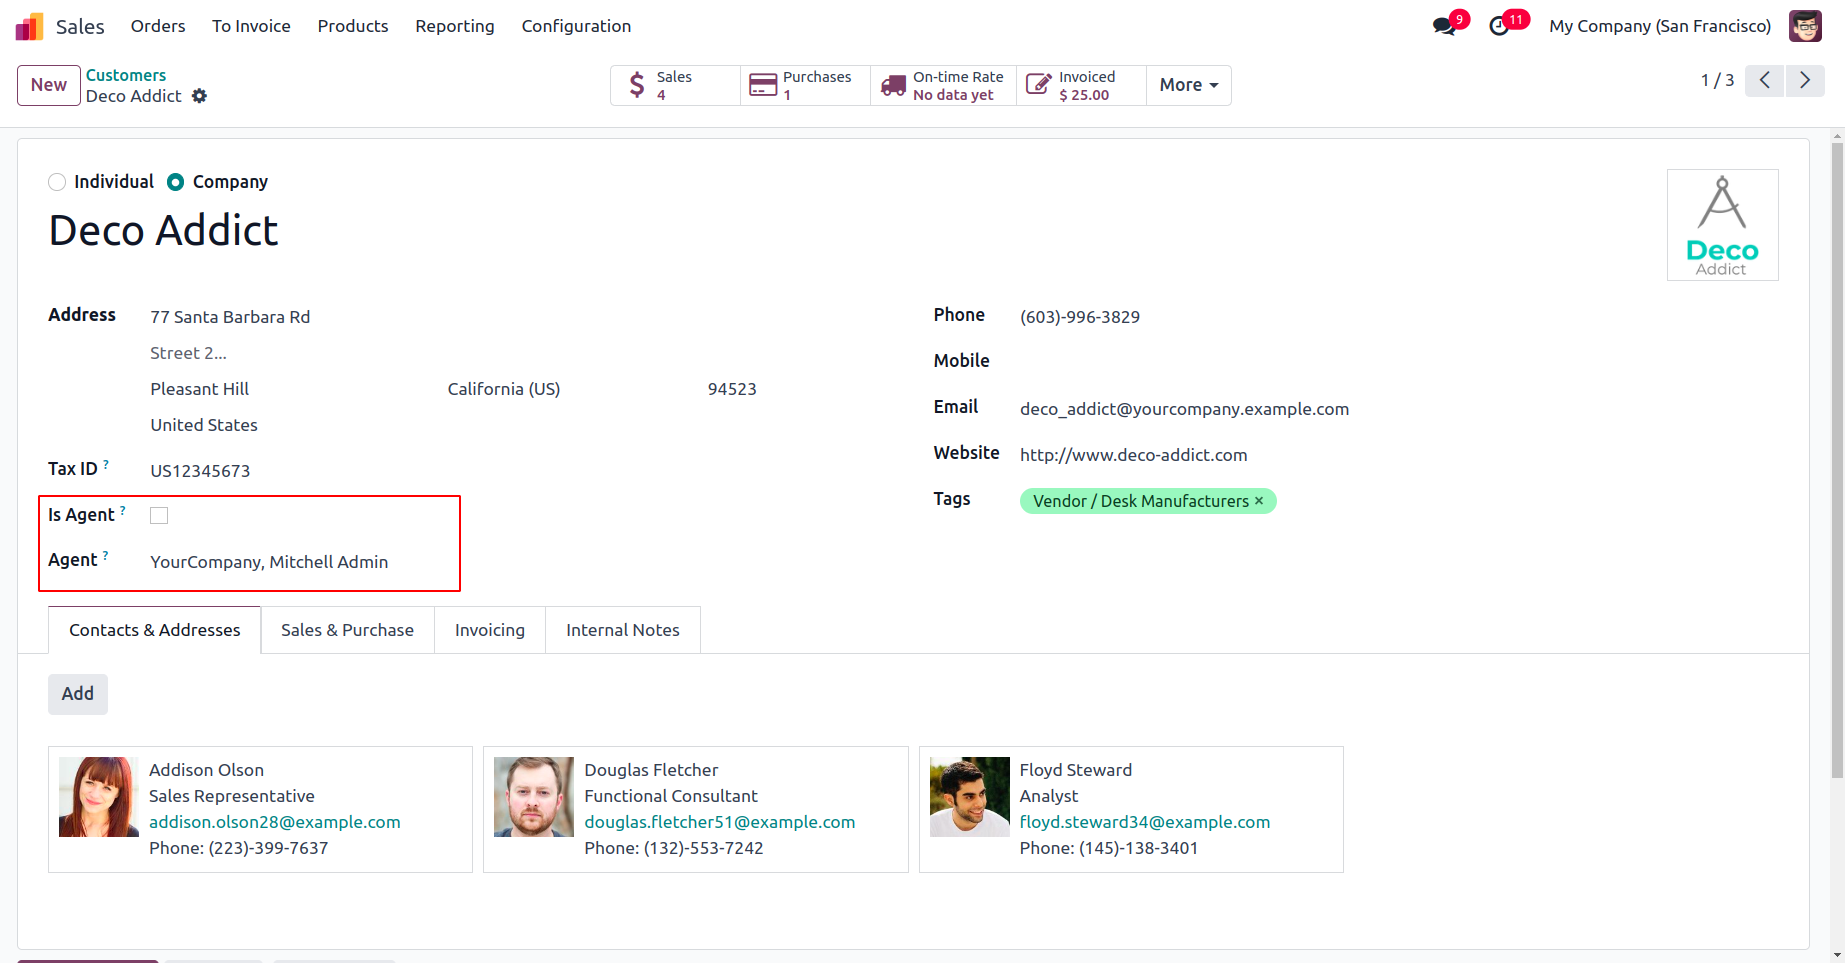 Sales Orders To Invoice Products Reporting Configuration 9 11 My Company (San Francisco)
New Customers
Deco Addict
Sales
4
Purchases
1
On-time Rate
No data yet
Invoiced
$ 25.00
More
1 / 3
Individual Company
Deco Addict
Deco
Addict
Address 77 Santa Barbara Rd
Street 2...
Pleasant Hill California (US) 94523
United States
Tax ID ? US12345673
Is Agent ?
Agent ? YourCompany, Mitchell Admin
Phone (603)-996-3829
Mobile
Email deco_addict@yourcompany.example.com
Website http://www.deco-addict.com
Tags Vendor / Desk Manufacturers ×
Contacts & Addresses Sales & Purchase Invoicing Internal Notes
Add
Addison Olson
Sales Representative
addison.olson28@example.com
Phone: (223)-399-7637
Douglas Fletcher
Functional Consultant
douglas.fletcher51@example.com
Phone: (132)-553-7242
Floyd Steward
Analyst
floyd.steward34@example.com
Phone: (145)-138-3401